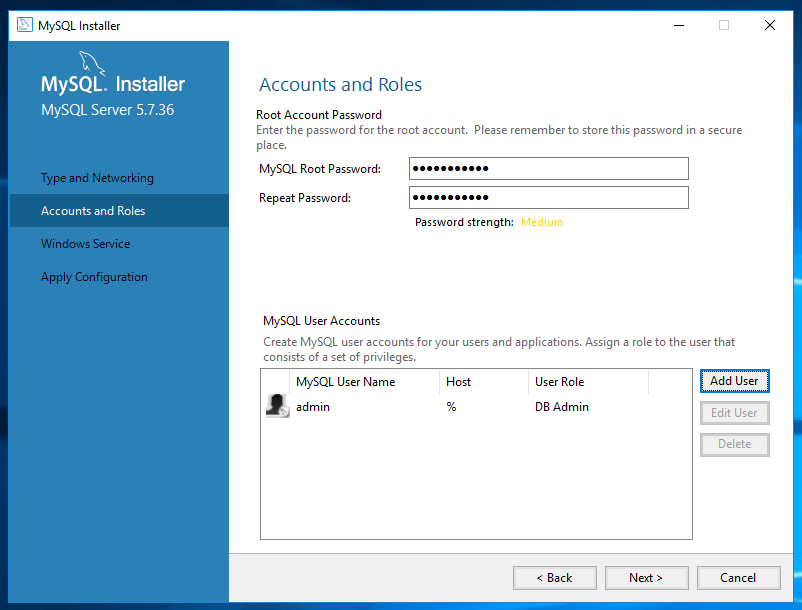 MySQL Installer
MySQL® Installer
MySQL Server 5.7.36
Type and Networking
Accounts and Roles
Windows Service
Apply Configuration
Accounts and Roles
Root Account Password
Enter the password for the root account.  Please remember to store this password in a secure
place.
MySQL Root Password: ●●●●●●●●●●●
Repeat Password: ●●●●●●●●●●●
Password strength: Medium
MySQL User Accounts
Create MySQL user accounts for your users and applications. Assign a role to the user that
consists of a set of privileges.
MySQL User Name Host User Role
admin % DB Admin
Add User
Edit User
Delete
< Back Next > Cancel